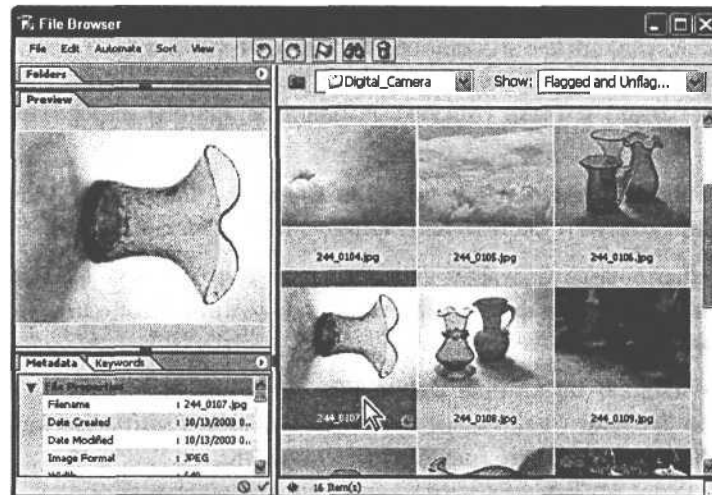 File Browser
File Edit Automate Sort View
Folders
Preview
Digital_Camera Show: Flagged and Unflag...
244_0104.jpg 244_0105.jpg 244_0106.jpg
244_0107 244_0108.jpg 244_0109.jpg
Metadata Keywords
File Properties
Filename : 244_0107.jpg
Date Created : 10/13/2003 0..
Date Modified : 10/13/2003 0..
Image Format : JPEG
16 Item(s)